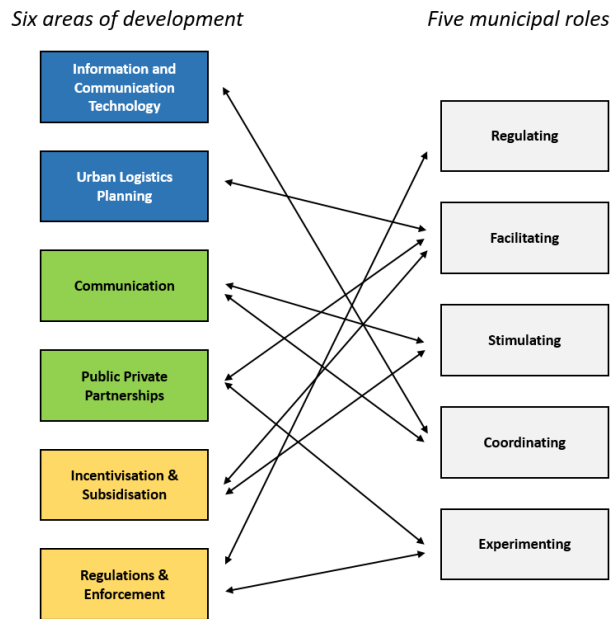 Six areas of development
Five municipal roles
Information and
Communication
Technology
Urban Logistics
Planning
Communication
Public Private
Partnerships
Incentivisation &
Subsidisation
Regulations &
Enforcement
Regulating
Facilitating
Stimulating
Coordinating
Experimenting